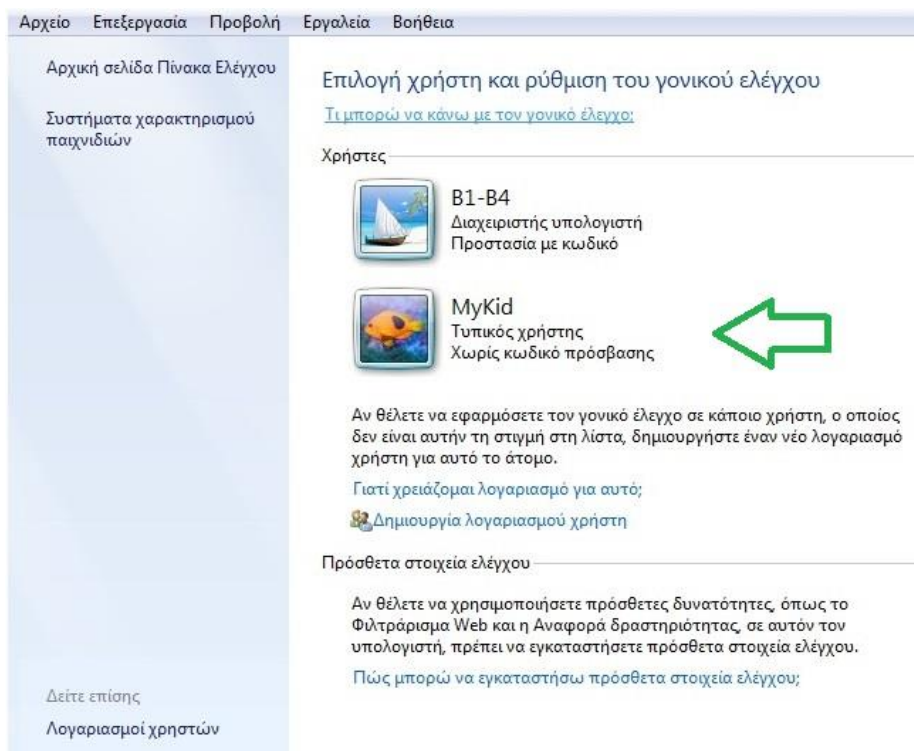 Αρχείο Επεξεργασία Προβολή Εργαλεία Βοήθεια
Αρχική σελίδα Πίνακα Ελέγχου
Συστήματα χαρακτηρισμού
παιχνιδιών
Επιλογή χρήστη και ρύθμιση του γονικού ελέγχου
Τι μπορώ να κάνω με τον γονικό έλεγχο;
Χρήστες
B1-B4
Διαχειριστής υπολογιστή
Προστασία με κωδικό
MyKid
Τυπικός χρήστης
Χωρίς κωδικό πρόσβασης
Αν θέλετε να εφαρμόσετε τον γονικό έλεγχο σε κάποιο χρήστη, ο οποίος
δεν είναι αυτήν τη στιγμή στη λίστα, δημιουργήστε έναν νέο λογαριασμό
χρήστη για αυτό το άτομο.
Γιατί χρειάζομαι λογαριασμό για αυτό;
Δημιουργία λογαριασμού χρήστη
Πρόσθετα στοιχεία ελέγχου
Αν θέλετε να χρησιμοποιήσετε πρόσθετες δυνατότητες, όπως το
Φιλτράρισμα Web και η Αναφορά δραστηριότητας, σε αυτόν τον
υπολογιστή, πρέπει να εγκαταστήσετε πρόσθετα στοιχεία ελέγχου.
Πώς μπορώ να εγκαταστήσω πρόσθετα στοιχεία ελέγχου;
Δείτε επίσης
Λογαριασμοί χρηστών